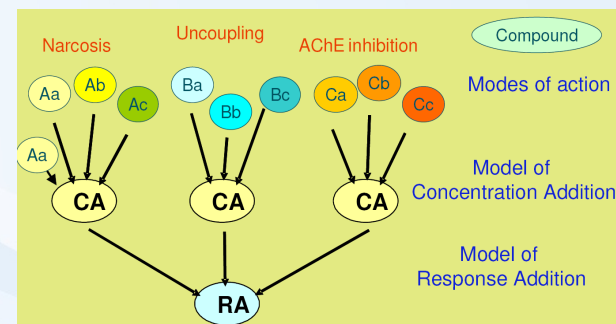 Narcosis
Uncoupling
AChE inhibition
Compound
Aa
Ab
Ac
Ba
Bb
Bc
Ca
Cb
Cc
Modes of action
Aa
CA
CA
CA
Model of
Concentration Addition
Model of
Response Addition
RA